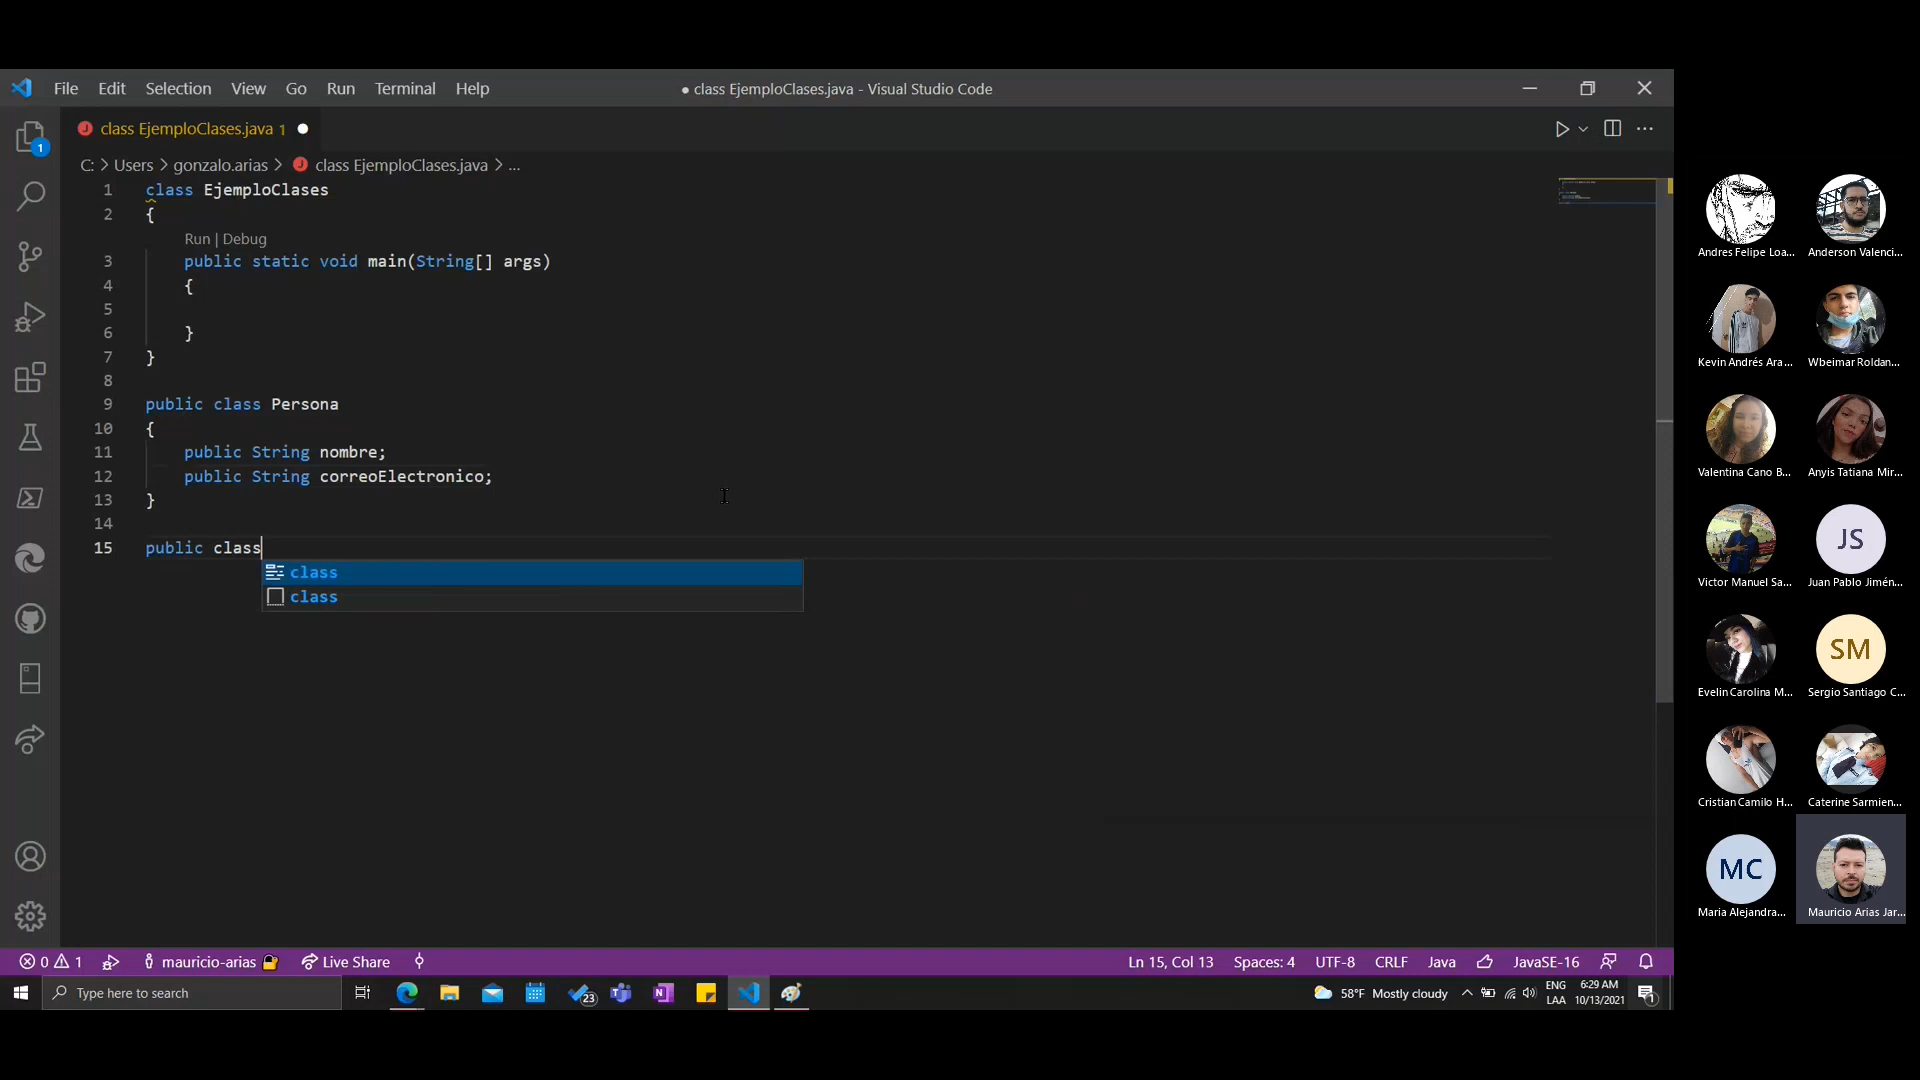 File Edit Selection View Go Run Terminal Help
● class EjemploClases.java - Visual Studio Code
class EjemploClases.java 1
C: > Users > gonzalo.arias > class EjemploClases.java > ...
1 class EjemploClases
2 {
Run | Debug
3 public static void main(String[] args)
4 {
5
6 }
7 }
8
9 public class Persona
10 {
11 public String nombre;
12 public String correoElectronico;
13 }
14
15 public class
class
class
1
0 1 mauricio-arias Live Share
Ln 15, Col 13 Spaces: 4 UTF-8 CRLF Java JavaSE-16
Type here to search
23
58°F Mostly cloudy
ENG
LAA
6:29 AM
10/13/2021
1
Andres Felipe Loa... Anderson Valenci...
Kevin Andrés Ara... Wbeimar Roldan...
Valentina Cano B... Anyis Tatiana Mir...
JS
Victor Manuel Sa... Juan Pablo Jimén...
SM
Evelin Carolina M... Sergio Santiago C...
Cristian Camilo H... Caterine Sarmien...
MC
Maria Alejandra... Mauricio Arias Jar...